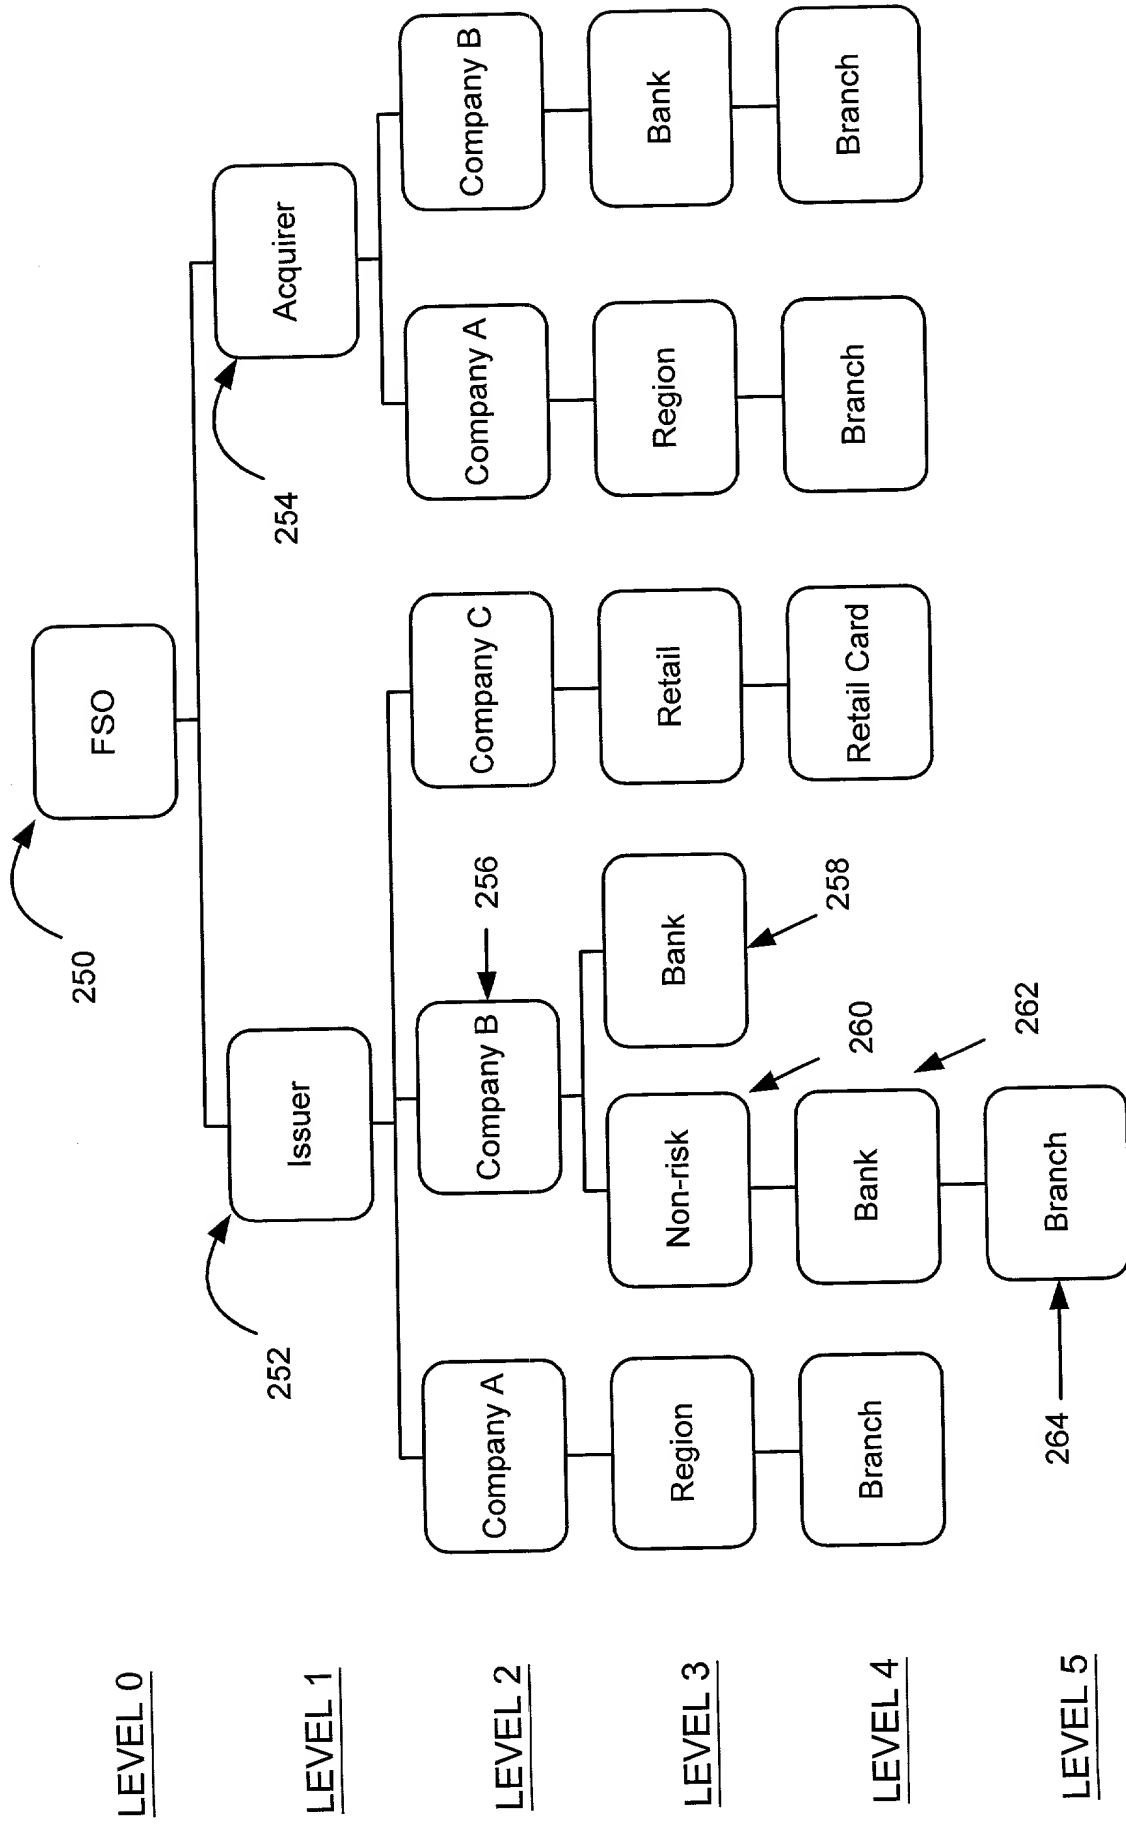 LEVEL 0
250
FSO
LEVEL 1
252
Issuer
254
Acquirer
LEVEL 2
Company A
Company B
256
Company C
Company A
Company B
LEVEL 3
Region
Non-risk
Bank
Retail
Region
Bank
260
258
LEVEL 4
Branch
Bank
262
Retail Card
Branch
Branch
LEVEL 5
264
Branch